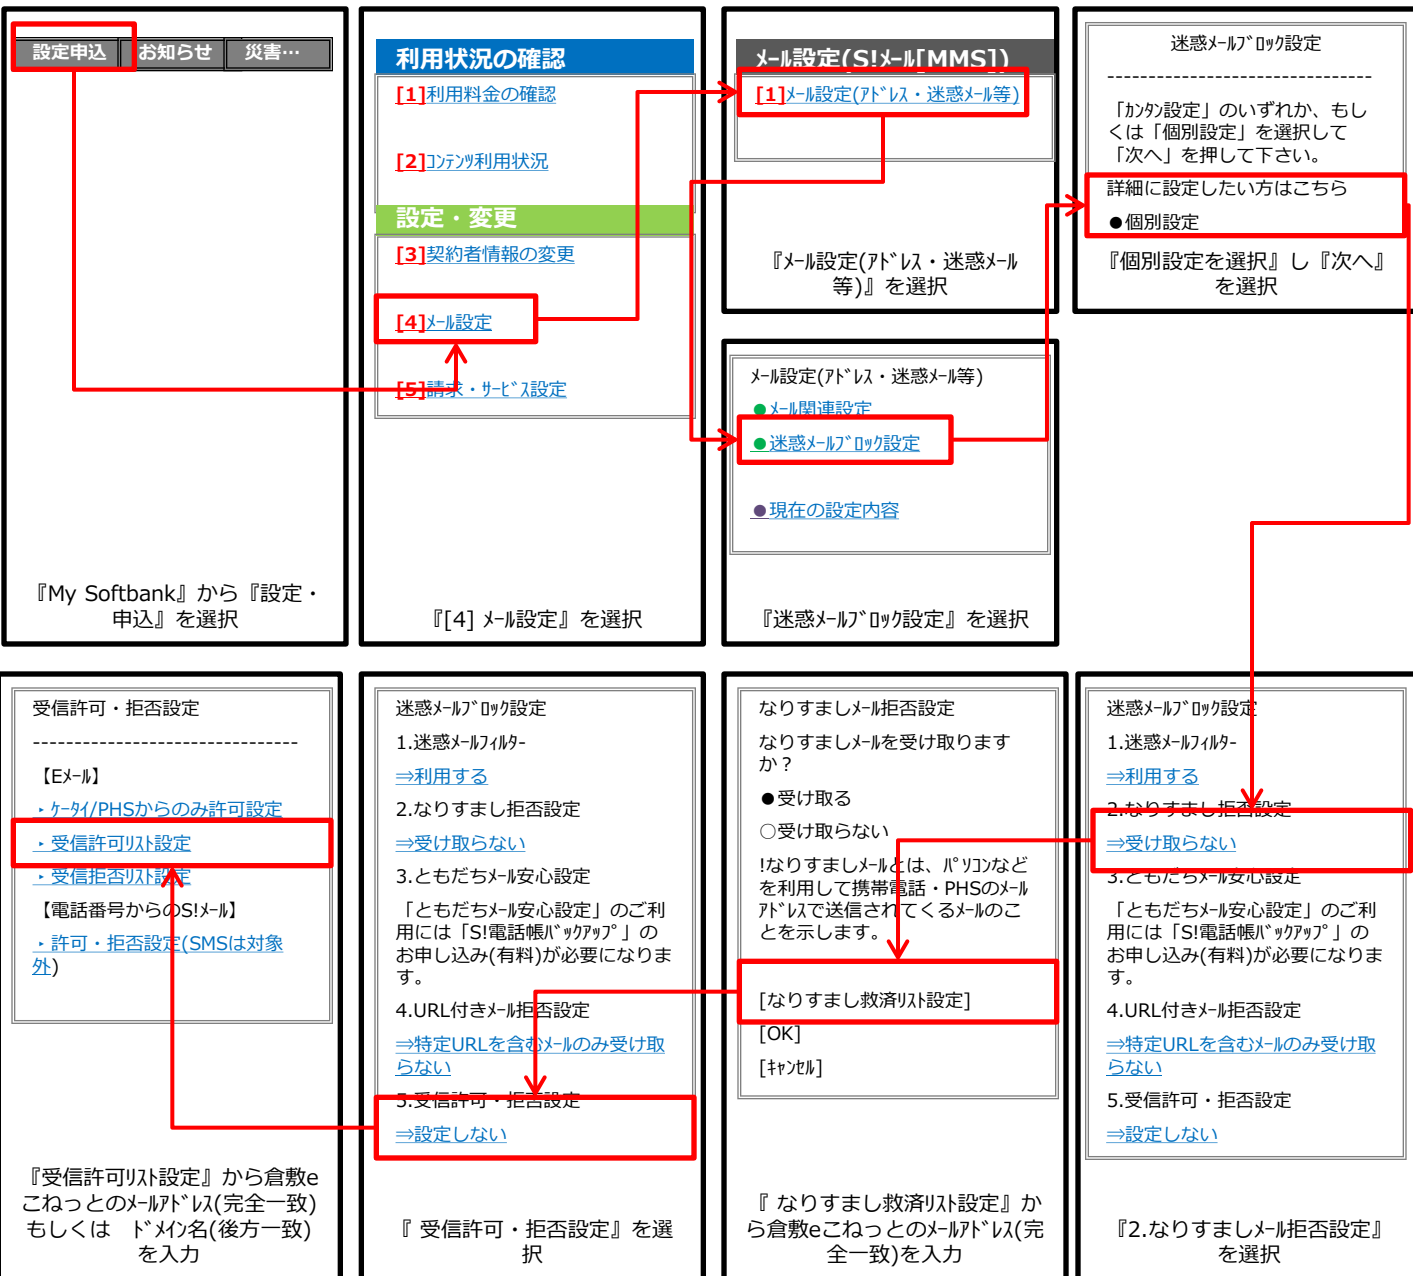 設定申込
お知らせ
災害…
『My Softbank』から『設定・
申込』を選択
利用状況の確認
[1]利用料金の確認
[2]ｺﾝﾃﾝﾂ利用状況
設定・変更
[3]契約者情報の変更
[4]ﾒｰﾙ設定
[5]請求・ｻｰﾋﾞｽ設定
『[4] ﾒｰﾙ設定』を選択
ﾒｰﾙ設定(S!ﾒｰﾙ[MMS])
[1]ﾒｰﾙ設定(ｱﾄﾞﾚｽ・迷惑ﾒｰﾙ等)
『ﾒｰﾙ設定(ｱﾄﾞﾚｽ・迷惑ﾒｰﾙ
等)』を選択
ﾒｰﾙ設定(ｱﾄﾞﾚｽ・迷惑ﾒｰﾙ等)
●ﾒｰﾙ関連設定
●迷惑ﾒｰﾙﾌﾞﾛｯｸ設定
●現在の設定内容
『迷惑ﾒｰﾙﾌﾞﾛｯｸ設定』を選択
迷惑ﾒｰﾙﾌﾞﾛｯｸ設定
--------------------------------
「ｶﾝﾀﾝ設定」のいずれか、もし
くは「個別設定」を選択して
「次へ」を押して下さい。
詳細に設定したい方はこちら
●個別設定
『個別設定を選択』し『次へ』
を選択
受信許可・拒否設定
--------------------------------
【Eﾒｰﾙ】
‣ｹｰﾀｲ/PHSからのみ許可設定
‣受信許可ﾘｽﾄ設定
‣受信拒否ﾘｽﾄ設定
【電話番号からのS!ﾒｰﾙ】
‣許可・拒否設定(SMSは対象
外)
『受信許可ﾘｽﾄ設定』から倉敷e
こねっとのﾒｰﾙｱﾄﾞﾚｽ(完全一致)
もしくは　ﾄﾞﾒｲﾝ名(後方一致)
を入力
迷惑ﾒｰﾙﾌﾞﾛｯｸ設定
1.迷惑ﾒｰﾙﾌｨﾙﾀ-
⇒利用する
2.なりすまし拒否設定
⇒受け取らない
3.ともだちﾒｰﾙ安心設定
「ともだちﾒｰﾙ安心設定」のご利
用には「S!電話帳ﾊﾞｯｸｱｯﾌﾟ」の
お申し込み(有料)が必要になりま
す。
4.URL付きﾒｰﾙ拒否設定
⇒特定URLを含むﾒｰﾙのみ受け取
らない
5.受信許可・拒否設定
⇒設定しない
『 受信許可・拒否設定』を選
択
なりすましﾒｰﾙ拒否設定
なりすましﾒｰﾙを受け取ります
か？
●受け取る
○受け取らない
!なりすましﾒｰﾙとは、ﾊﾟｿｺﾝなど
を利用して携帯電話・PHSのﾒｰﾙ
ｱﾄﾞﾚｽで送信されてくるﾒｰﾙのこ
とを示します。
[なりすまし救済ﾘｽﾄ設定]
[OK]
[ｷｬﾝｾﾙ]
『 なりすまし救済ﾘｽﾄ設定』か
ら倉敷eこねっとのﾒｰﾙｱﾄﾞﾚｽ(完
全一致)を入力
迷惑ﾒｰﾙﾌﾞﾛｯｸ設定
1.迷惑ﾒｰﾙﾌｨﾙﾀ-
⇒利用する
2.なりすまし拒否設定
⇒受け取らない
3.ともだちﾒｰﾙ安心設定
「ともだちﾒｰﾙ安心設定」のご利
用には「S!電話帳ﾊﾞｯｸｱｯﾌﾟ」の
お申し込み(有料)が必要になりま
す。
4.URL付きﾒｰﾙ拒否設定
⇒特定URLを含むﾒｰﾙのみ受け取
らない
5.受信許可・拒否設定
⇒設定しない
『2.なりすましﾒｰﾙ拒否設定』
を選択